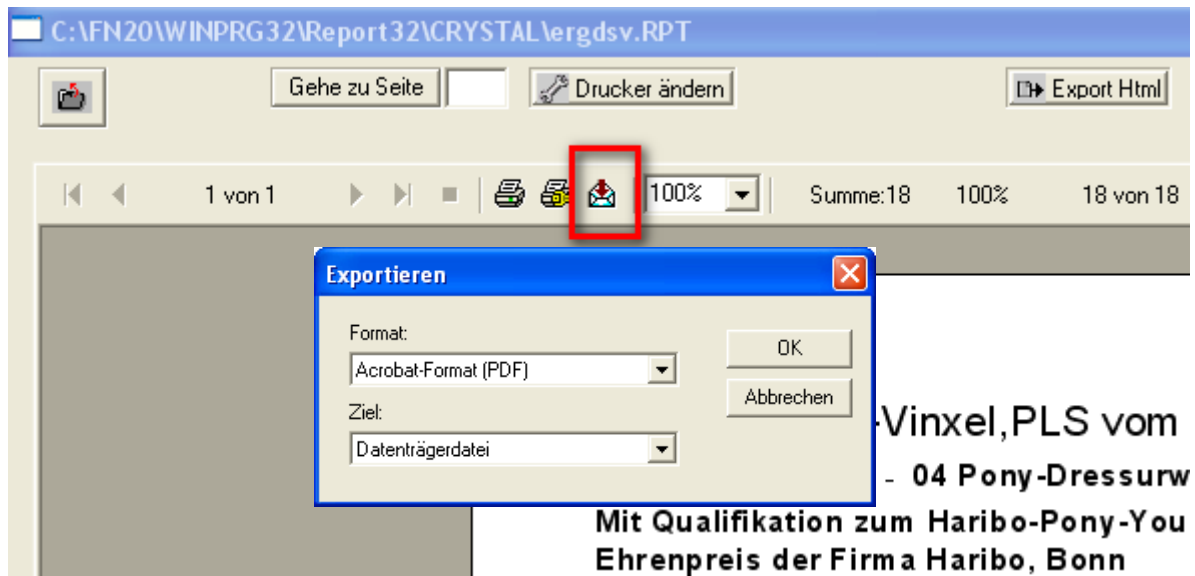 C:\FN20\WINPRG32\Report32\CRYSTAL\ergdsv.RPT
Gehe zu Seite Drucker ändern Export Html
1 von 1 100% Summe:18 100% 18 von 18
Exportieren
Format:
Acrobat-Format (PDF)
OK
Ziel:
Abbrechen
Datenträgerdatei
-Vinxel,PLS vom
- 04 Pony-Dressurw
Mit Qualifikation zum Haribo-Pony-You
Ehrenpreis der Firma Haribo, Bonn